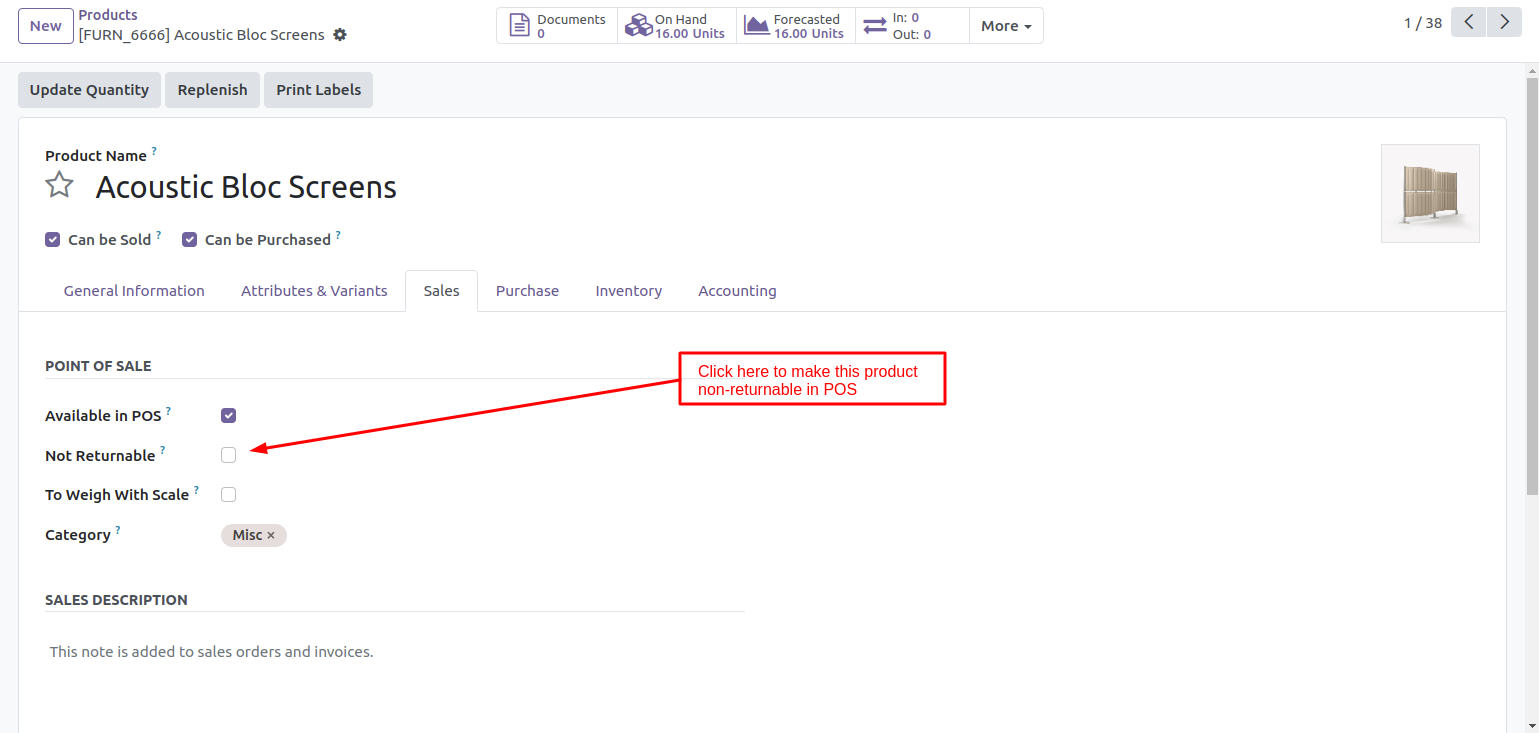 New
Products
[FURN_6666] Acoustic Bloc Screens
Documents
0
On Hand
16.00 Units
Forecasted
16.00 Units
In: 0
Out: 0
More
1 / 38
Update Quantity
Replenish
Print Labels
Product Name ?
Acoustic Bloc Screens
Can be Sold ?
Can be Purchased ?
General Information
Attributes & Variants
Sales
Purchase
Inventory
Accounting
POINT OF SALE
Click here to make this product
non-returnable in POS
Available in POS ?
Not Returnable ?
To Weigh With Scale ?
Category ?
Misc ×
SALES DESCRIPTION
This note is added to sales orders and invoices.